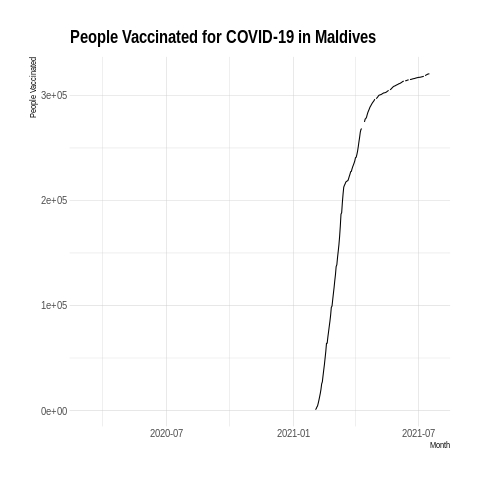 People Vaccinated for COVID-19 in Maldives
People Vaccinated
3e+05
2e+05
1e+05
0e+00
2020-07
2021-01
2021-07
Month